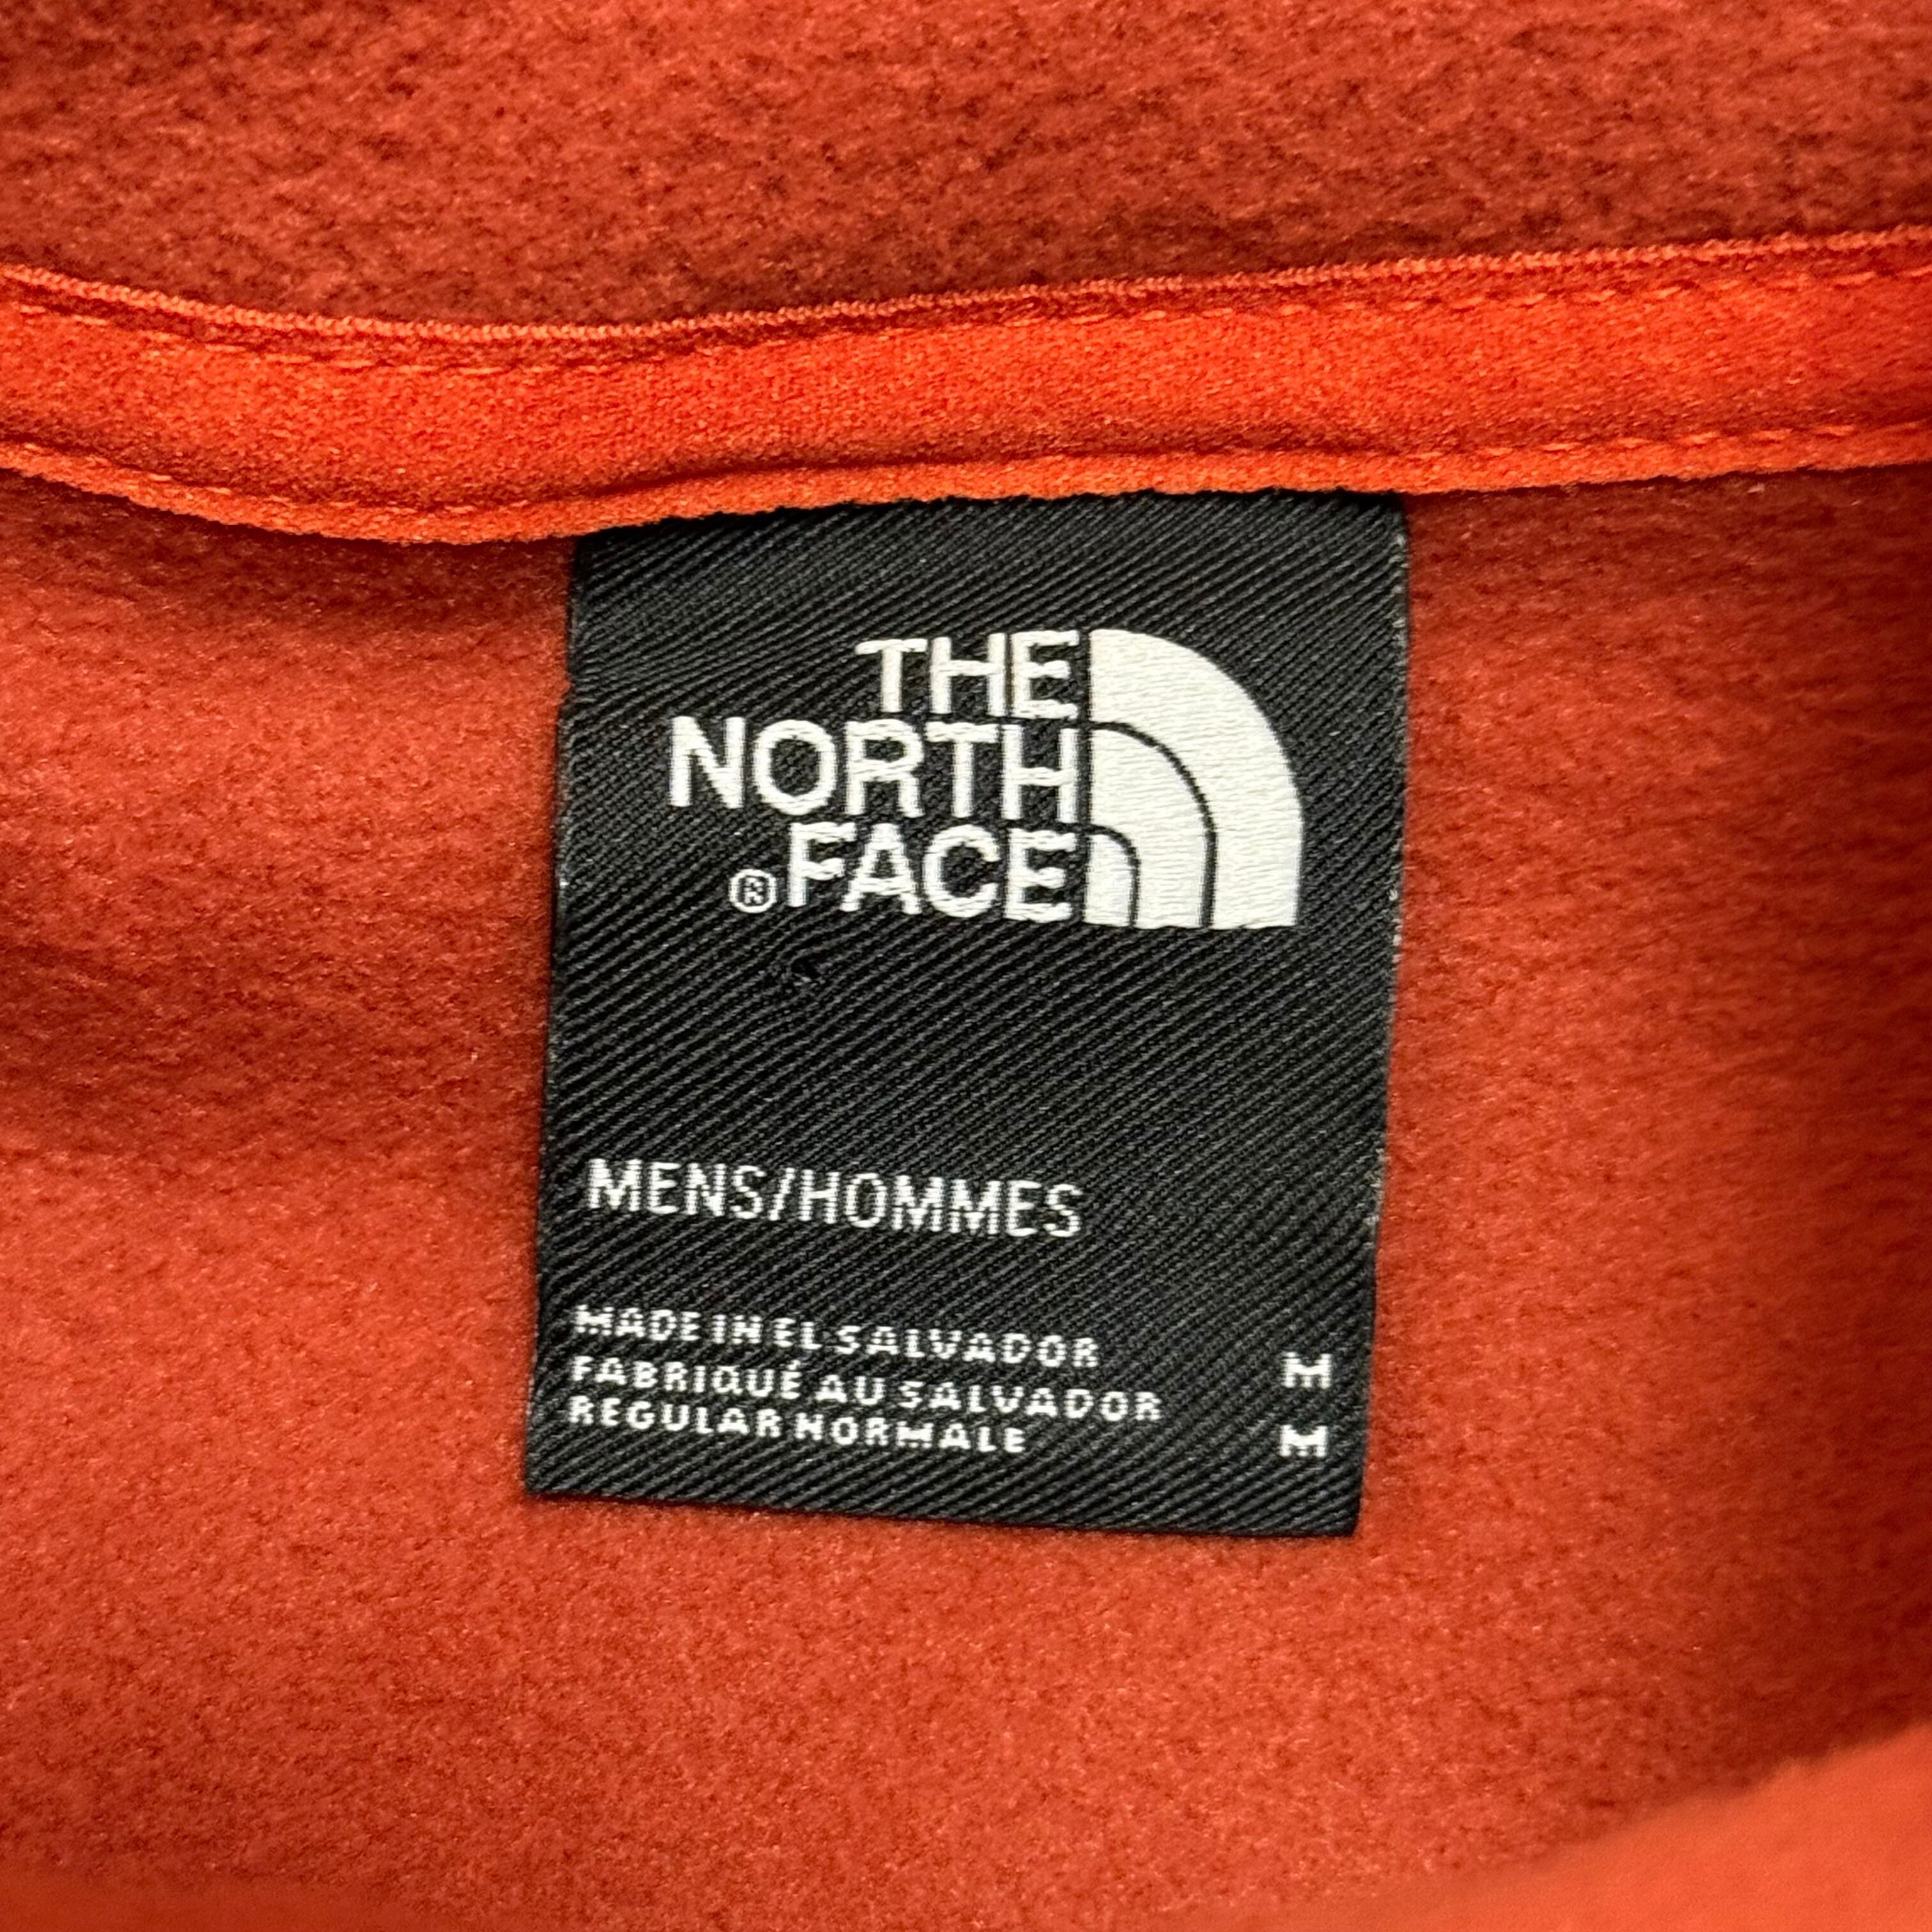 THE
NORTH
®FACE
MENS/HOMMES
MADE IN EL SALVADOR M
FABRIQUÉ AU SALVADOR
REGULAR NORMALE M